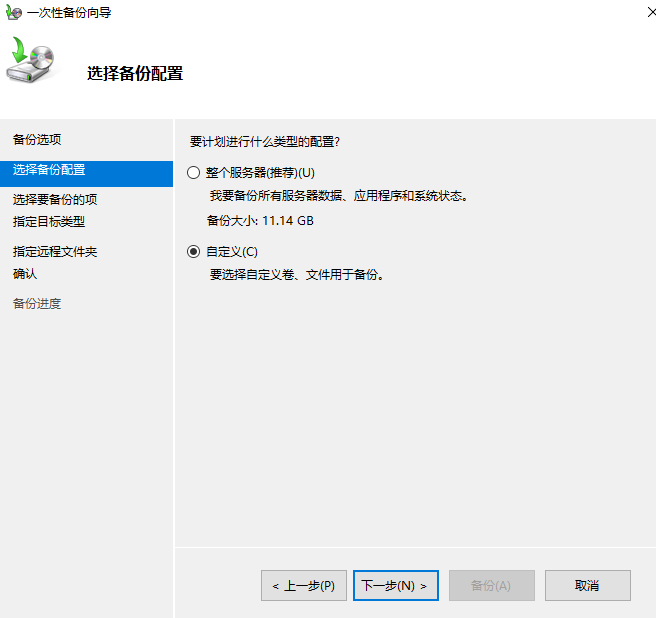 一次性备份向导
选择备份配置
备份选项
选择备份配置
选择要备份的项
指定目标类型
指定远程文件夹
确认
备份进度
要计划进行什么类型的配置?
整个服务器(推荐)(U)
我要备份所有服务器数据、应用程序和系统状态。
备份大小: 11.14 GB
自定义(C)
要选择自定义卷、文件用于备份。
< 上一步(P)
下一步(N) >
备份(A)
取消